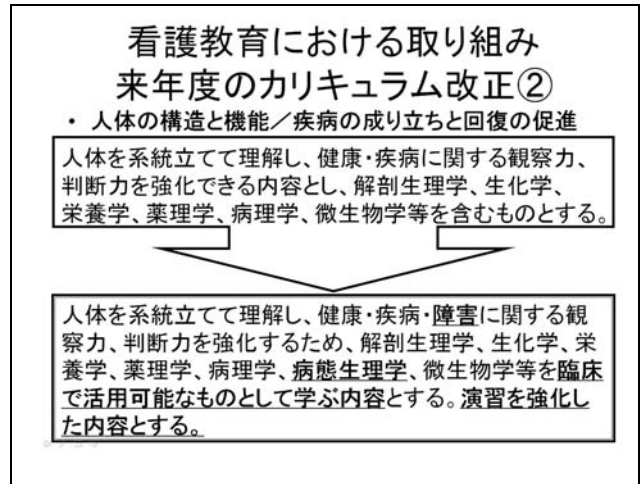 看護教育における取り組み
来年度のカリキュラム改正②
・ 人体の構造と機能／疾病の成り立ちと回復の促進
人体を系統立てて理解し、健康・疾病に関する観察力、
判断力を強化できる内容とし、解剖生理学、生化学、
栄養学、薬理学、病理学、微生物学等を含むものとする。
人体を系統立てて理解し、健康・疾病・障害に関する観
察力、判断力を強化するため、解剖生理学、生化学、栄
養学、薬理学、病理学、病態生理学、微生物学等を臨床
で活用可能なものとして学ぶ内容とする。演習を強化し
た内容とする。